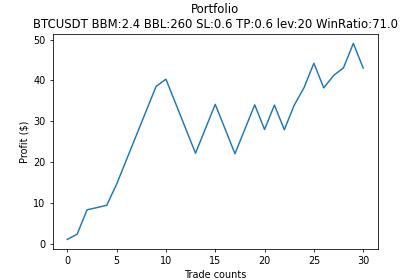 Portfolio
BTCUSDT BBM:2.4 BBL:260 SL:0.6 TP:0.6 lev:20 WinRatio:71.0
50
40
30
20
10
0
Profit ($)
0 5 10 15 20 25 30
Trade counts